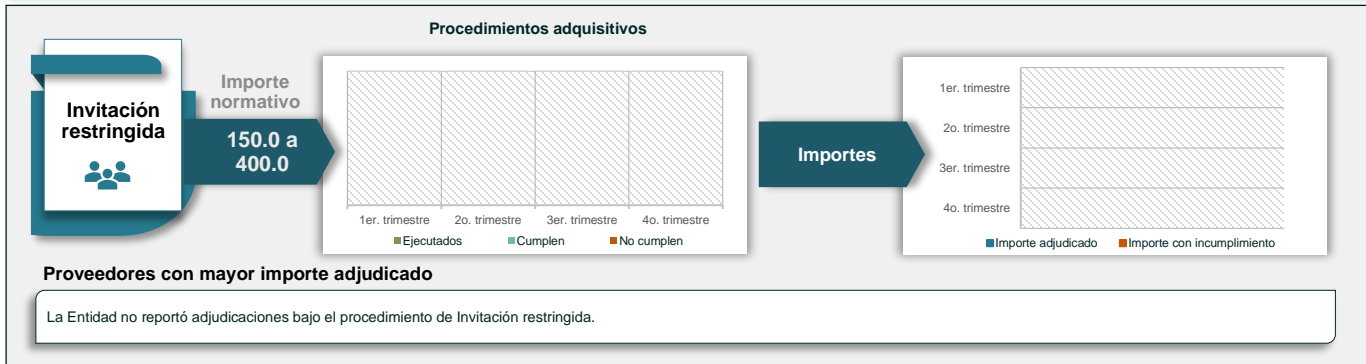 Procedimientos adquisitivos
Invitación
restringida
Importe
normativo
150.0 a
400.0
1er. trimestre
2o. trimestre
3er. trimestre
4o. trimestre
Ejecutados
Cumplen
No cumplen
Importes
1er. trimestre
2o. trimestre
3er. trimestre
4o. trimestre
Importe adjudicado
Importe con incumplimiento
Proveedores con mayor importe adjudicado
La Entidad no reportó adjudicaciones bajo el procedimiento de Invitación restringida.